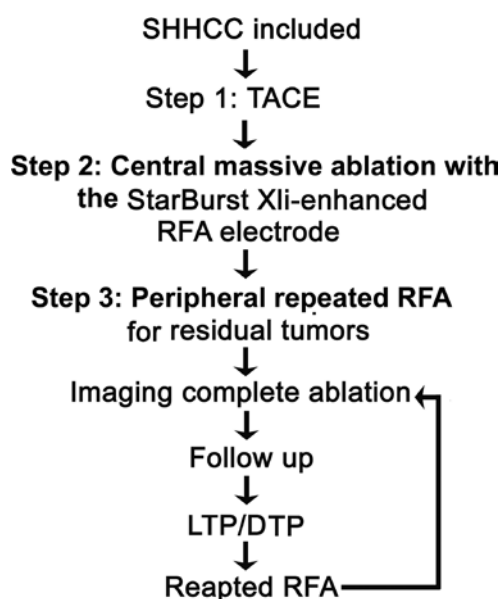 SHHCC included
Step 1: TACE
Step 2: Central massive ablation with
the StarBurst Xli-enhanced
RFA electrode
Step 3: Peripheral repeated RFA
for residual tumors
Imaging complete ablation
Follow up
LTP/DTP
Reapted RFA